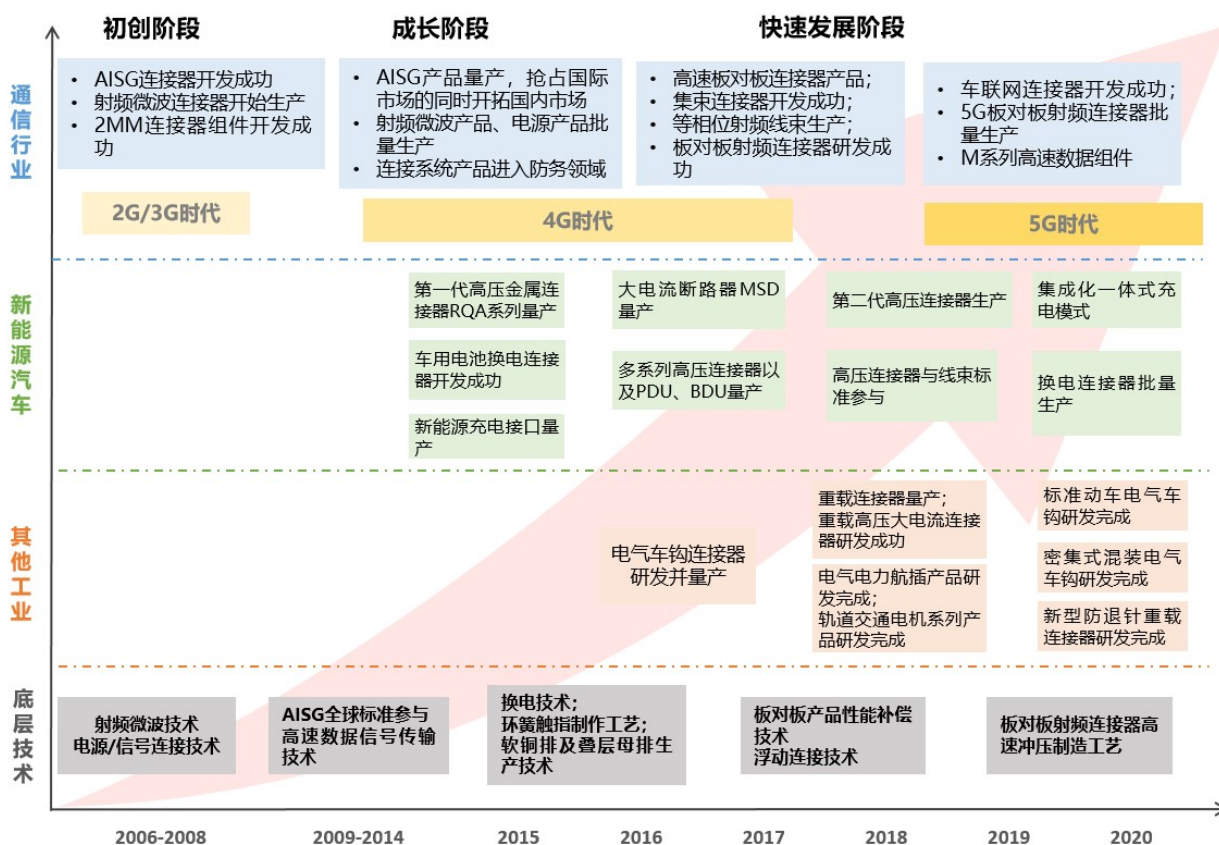 初创阶段
成长阶段
快速发展阶段
通信行业
• AISG连接器开发成功
• 射频微波连接器开始生产
• 2MM连接器组件开发成
功
• AISG产品量产，抢占国际
市场的同时开拓国内市场
• 射频微波产品、电源产品批
量生产
• 连接系统产品进入防务领域
• 高速板对板连接器产品；
• 集束连接器开发成功；
• 等相位射频线束生产；
• 板对板射频连接器研发成
功
• 车联网连接器开发成功；
• 5G板对板射频连接器批
量生产
• M系列高速数据组件
2G/3G时代
4G时代
5G时代
新能源汽车
第一代高压金属连
接器RQA系列量产
车用电池换电连接
器开发成功
新能源充电接口量
产
大电流断路器MSD
量产
多系列高压连接器以
及PDU、BDU量产
第二代高压连接器生产
高压连接器与线束标
准参与
集成化一体式充
电模式
换电连接器批量
生产
其他工业
电气车钩连接器
研发并量产
重载连接器量产；
重载高压大电流连接
器研发成功
电气电力航插产品研
发完成；
轨道交通电机系列产
品研发完成
标准动车电气车
钩研发完成
密集式混装电气
车钩研发完成
新型防退针重载
连接器研发完成
底层技术
射频微波技术
电源/信号连接技术
AISG全球标准参与
高速数据信号传输
技术
换电技术；
环簧触指制作工艺；
软铜排及叠层母排生
产技术
板对板产品性能补偿
技术
浮动连接技术
板对板射频连接器高
速冲压制造工艺
2006-2008
2009-2014
2015
2016
2017
2018
2019
2020